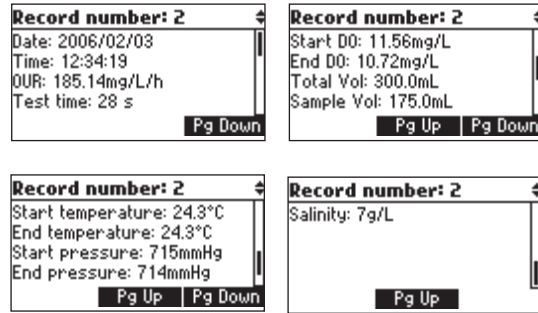 Record number: 2
Date: 2006/02/03
Time: 12:34:19
OUR: 185.14mg/L/h
Test time: 28 s
Pg Down
Record number: 2
Start DO: 11.56mg/L
End DO: 10.72mg/L
Total Vol: 300.0mL
Sample Vol: 175.0mL
Pg Up Pg Down
Record number: 2
Start temperature: 24.3°C
End temperature: 24.3°C
Start pressure: 715mmHg
End pressure: 714mmHg
Pg Up Pg Down
Record number: 2
Salinity: 7g/L
Pg Up